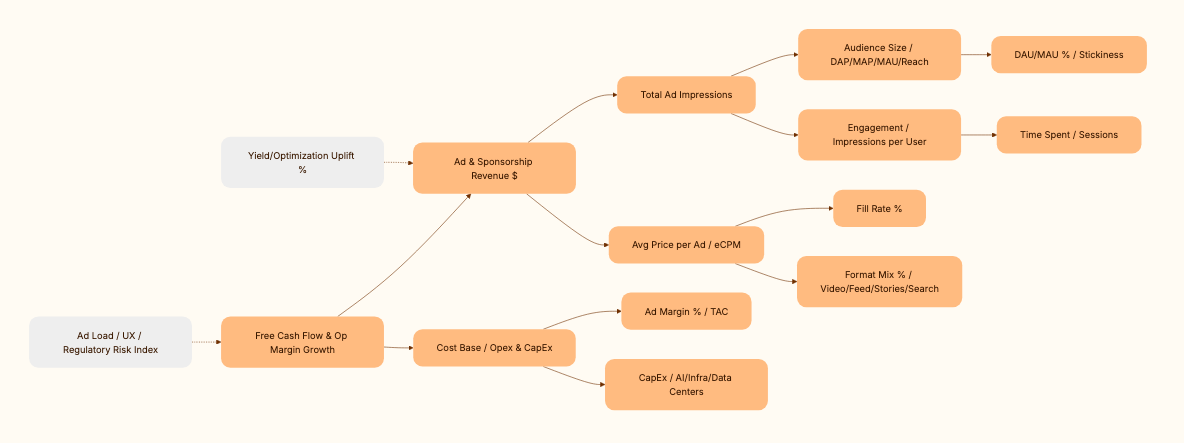 Audience Size /
DAP/MAP/MAU/Reach
DAU/MAU % / Stickiness
Total Ad Impressions
Engagement /
Impressions per User
Time Spent / Sessions
Yield/Optimization Uplift
%
Ad & Sponsorship
Revenue $
Fill Rate %
Avg Price per Ad / eCPM
Format Mix % /
Video/Feed/Stories/Search
Ad Load / UX /
Regulatory Risk Index
Free Cash Flow & Op
Margin Growth
Ad Margin % / TAC
Cost Base / Opex & CapEx
CapEx / AI/Infra/Data
Centers